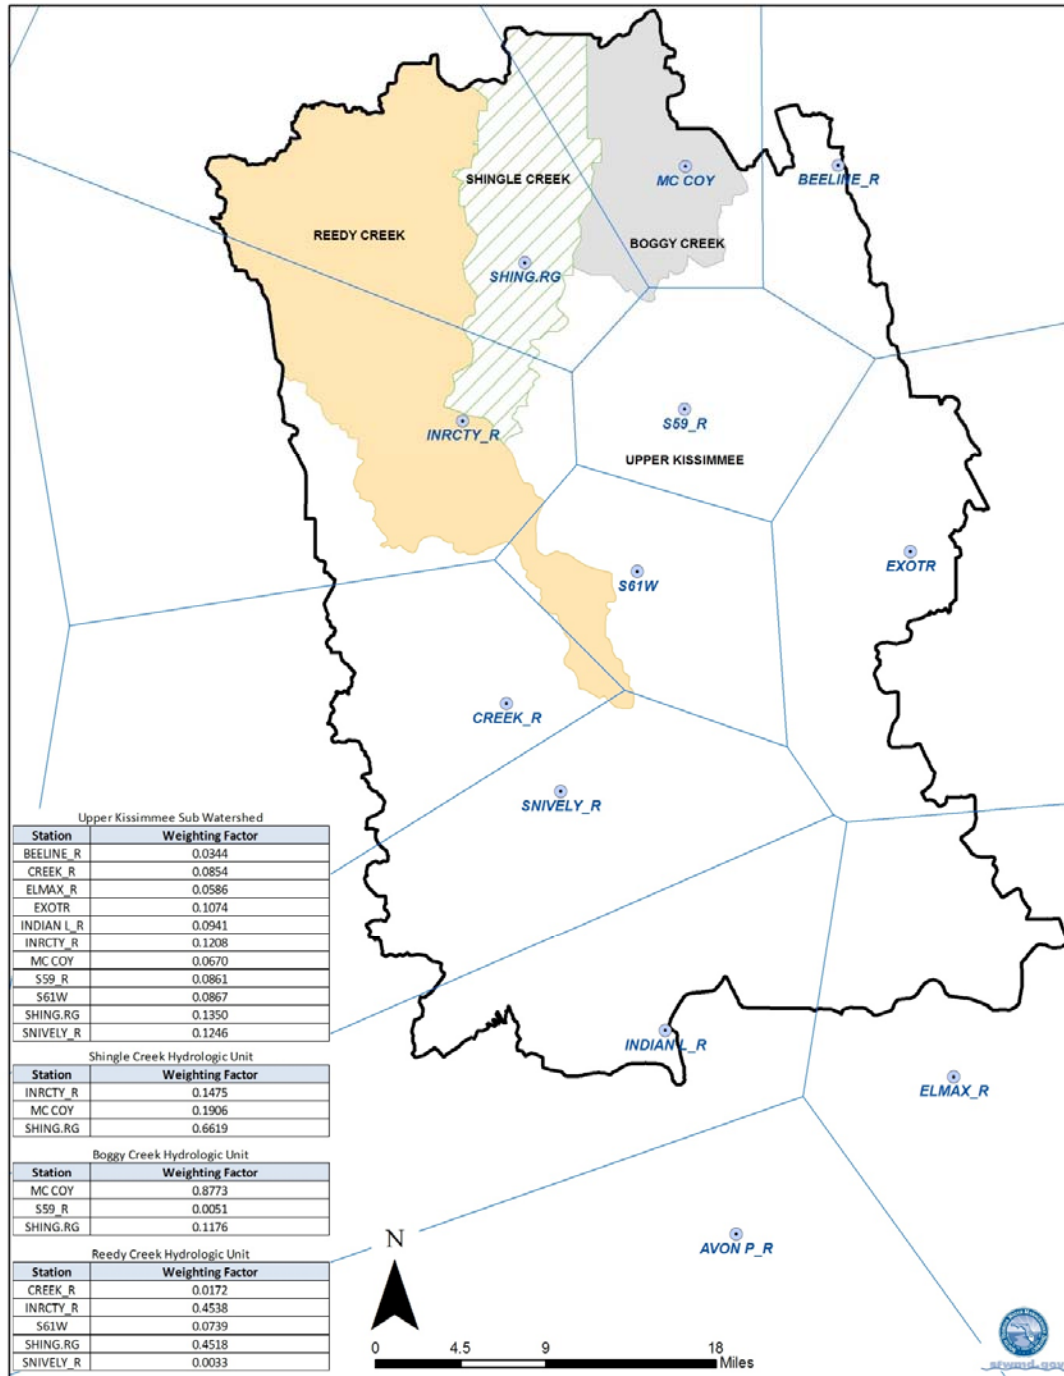 SHINGLE CREEK
MC COY
BEELINE_R
REEDY CREEK
BOGGY CREEK
SHING.RG
INRCTY_R
S59_R
UPPER KISSIMMEE
EXOTR
S61W
CREEK_R
SNIVELY_R
INDIAN L_R
ELMAX_R
AVON P_R
Upper Kissimmee Sub Watershed
Station Weighting Factor
BEELINE_R 0.0344
CREEK_R 0.0854
ELMAX_R 0.0586
EXOTR 0.1074
INDIAN L_R 0.0941
INRCTY_R 0.1208
MC COY 0.0670
S59_R 0.0861
S61W 0.0867
SHING.RG 0.1350
SNIVELY_R 0.1246
Shingle Creek Hydrologic Unit
Station Weighting Factor
INRCTY_R 0.1475
MC COY 0.1906
SHING.RG 0.6619
Boggy Creek Hydrologic Unit
Station Weighting Factor
MC COY 0.8773
S59_R 0.0051
SHING.RG 0.1176
Reedy Creek Hydrologic Unit
Station Weighting Factor
CREEK_R 0.0172
INRCTY_R 0.4538
S61W 0.0739
SHING.RG 0.4518
SNIVELY_R 0.0033
N
0 4.5 9 18
Miles
sfwmd.gov